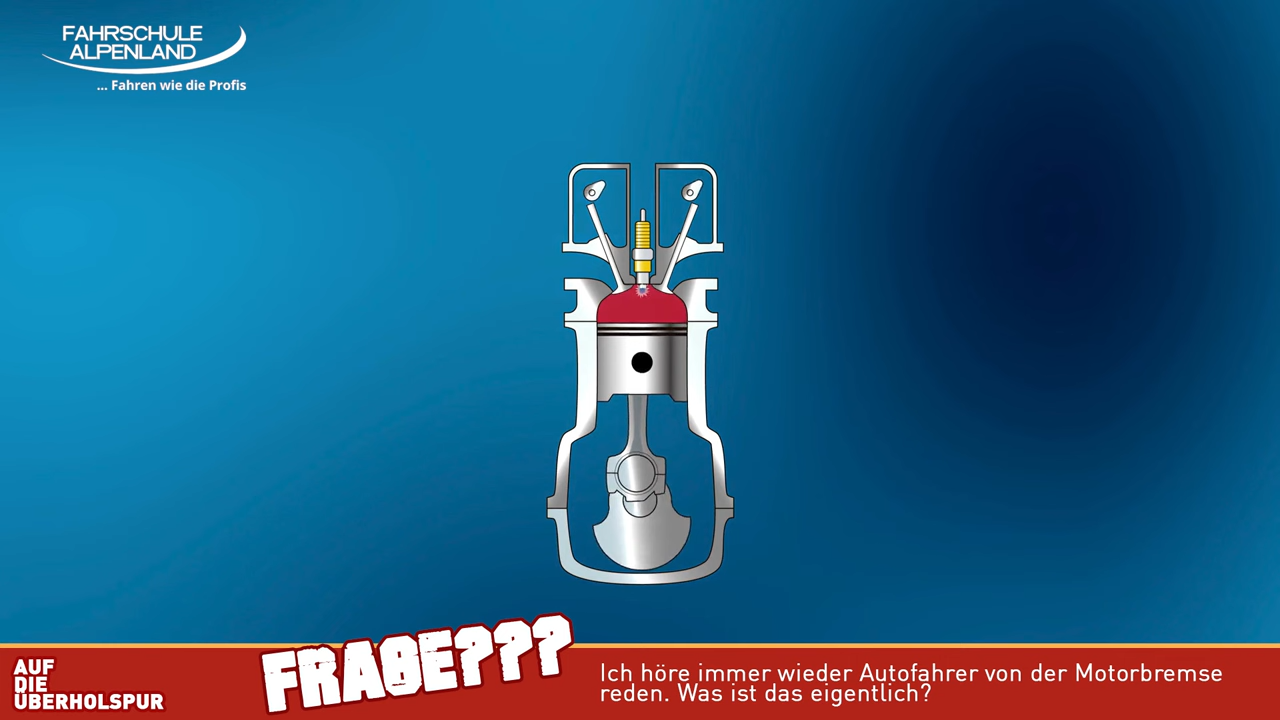 FAHRSCHULE
ALPENLAND
... Fahren wie die Profis
FRAGE???
AUF
DIE
ÜBERHOLSPUR
Ich höre immer wieder Autofahrer von der Motorbremse
reden. Was ist das eigentlich?